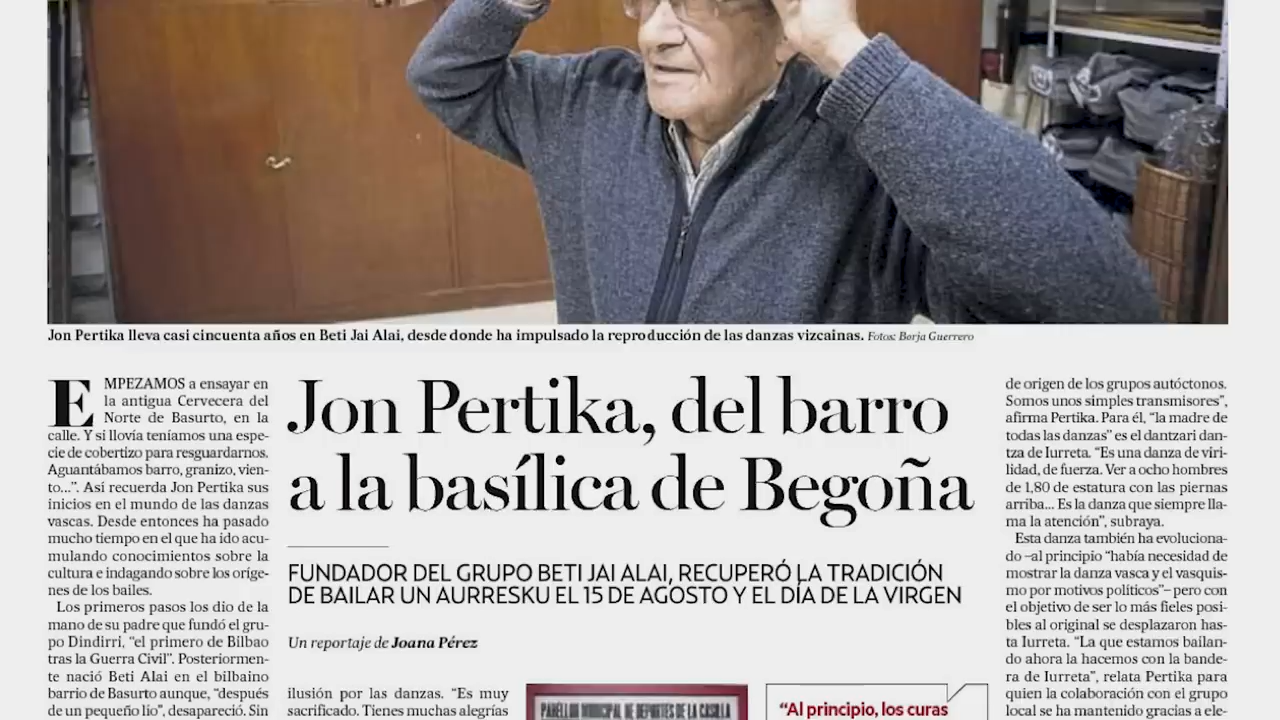 Jon Pertika lleva casi cincuenta años en Beti Jai Alai, desde donde ha impulsado la reproducción de las danzas vizcainas. Fotos: Borja Guerrero
Jon Pertika, del barro
a la basílica de Begoña
FUNDADOR DEL GRUPO BETI JAI ALAI, RECUPERÓ LA TRADICIÓN
DE BAILAR UN AURRESKU EL 15 DE AGOSTO Y EL DÍA DE LA VIRGEN
Un reportaje de Joana Pérez
EMPEZAMOS a ensayar en
la antigua Cervecera del
Norte de Basurto, en la
calle. Y si llovía teníamos una espe-
cie de cobertizo para resguardarnos.
Aguantábamos barro, granizo, vien-
to...”. Así recuerda Jon Pertika sus
inicios en el mundo de las danzas
vascas. Desde entonces ha pasado
mucho tiempo en el que ha ido acu-
mulando conocimientos sobre la
cultura e indagando sobre los oríge-
nes de los bailes.
Los primeros pasos los dio de la
mano de su padre que fundó el gru-
po Dindirri, “el primero de Bilbao
tras la Guerra Civil”. Posteriormen-
te nació Beti Alai en el bilbaino
barrio de Basurto aunque, “después
de un pequeño lío”, desapareció. Sin
ilusión por las danzas. “Es muy
sacrificado. Tienes muchas alegrías
PABELLON MUNICIPAL DE DEPORTES DE LA CASILLA
“Al principio, los curas
de origen de los grupos autóctonos.
Somos unos simples transmisores”,
afirma Pertika. Para él, “la madre de
todas las danzas” es el dantzari dan-
tza de Iurreta. “Es una danza de viri-
lidad, de fuerza. Ver a ocho hombres
de 1,80 de estatura con las piernas
arriba... Es la danza que siempre lla-
ma la atención”, subraya.
Esta danza también ha evoluciona-
do –al principio “había necesidad de
mostrar la danza vasca y el vasquis-
mo por motivos políticos”– pero con
el objetivo de ser lo más fieles posi-
bles al original se desplazaron has-
ta Iurreta. “La que estamos bailan-
do ahora la hacemos con la bande-
ra de Iurreta”, relata Pertika para
quien la colaboración con el grupo
local se ha mantenido gracias a ele-